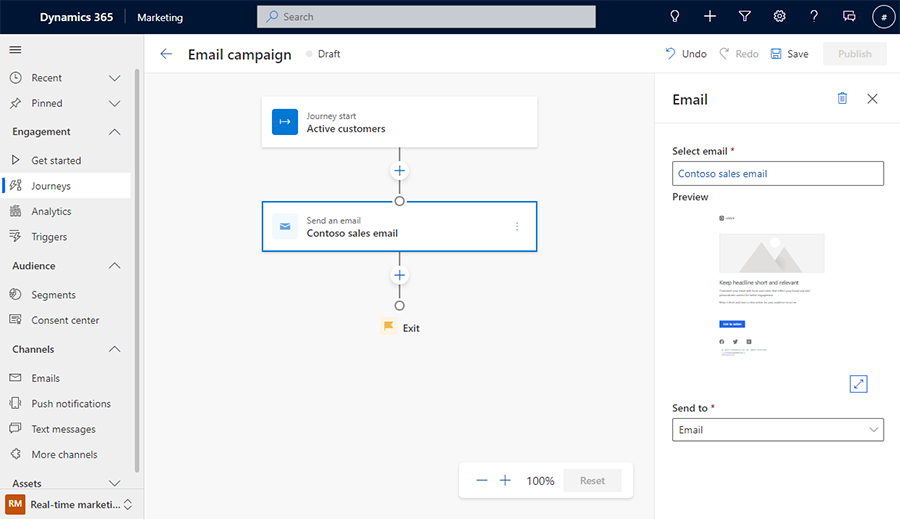 Dynamics 365
Marketing
Search
#
Email campaign
Draft
Undo
Redo
Save
Publish
Recent
Pinned
Engagement
Get started
Journeys
Analytics
Triggers
Audience
Segments
Consent center
Channels
Emails
Push notifications
Text messages
More channels
Assets
RM
Real-time marketi...
Journey start
Active customers
Send an email
Contoso sales email
Exit
100%
Reset
Email
Select email *
Contoso sales email
Preview
Keep headline short and relevant
Send to *
Email